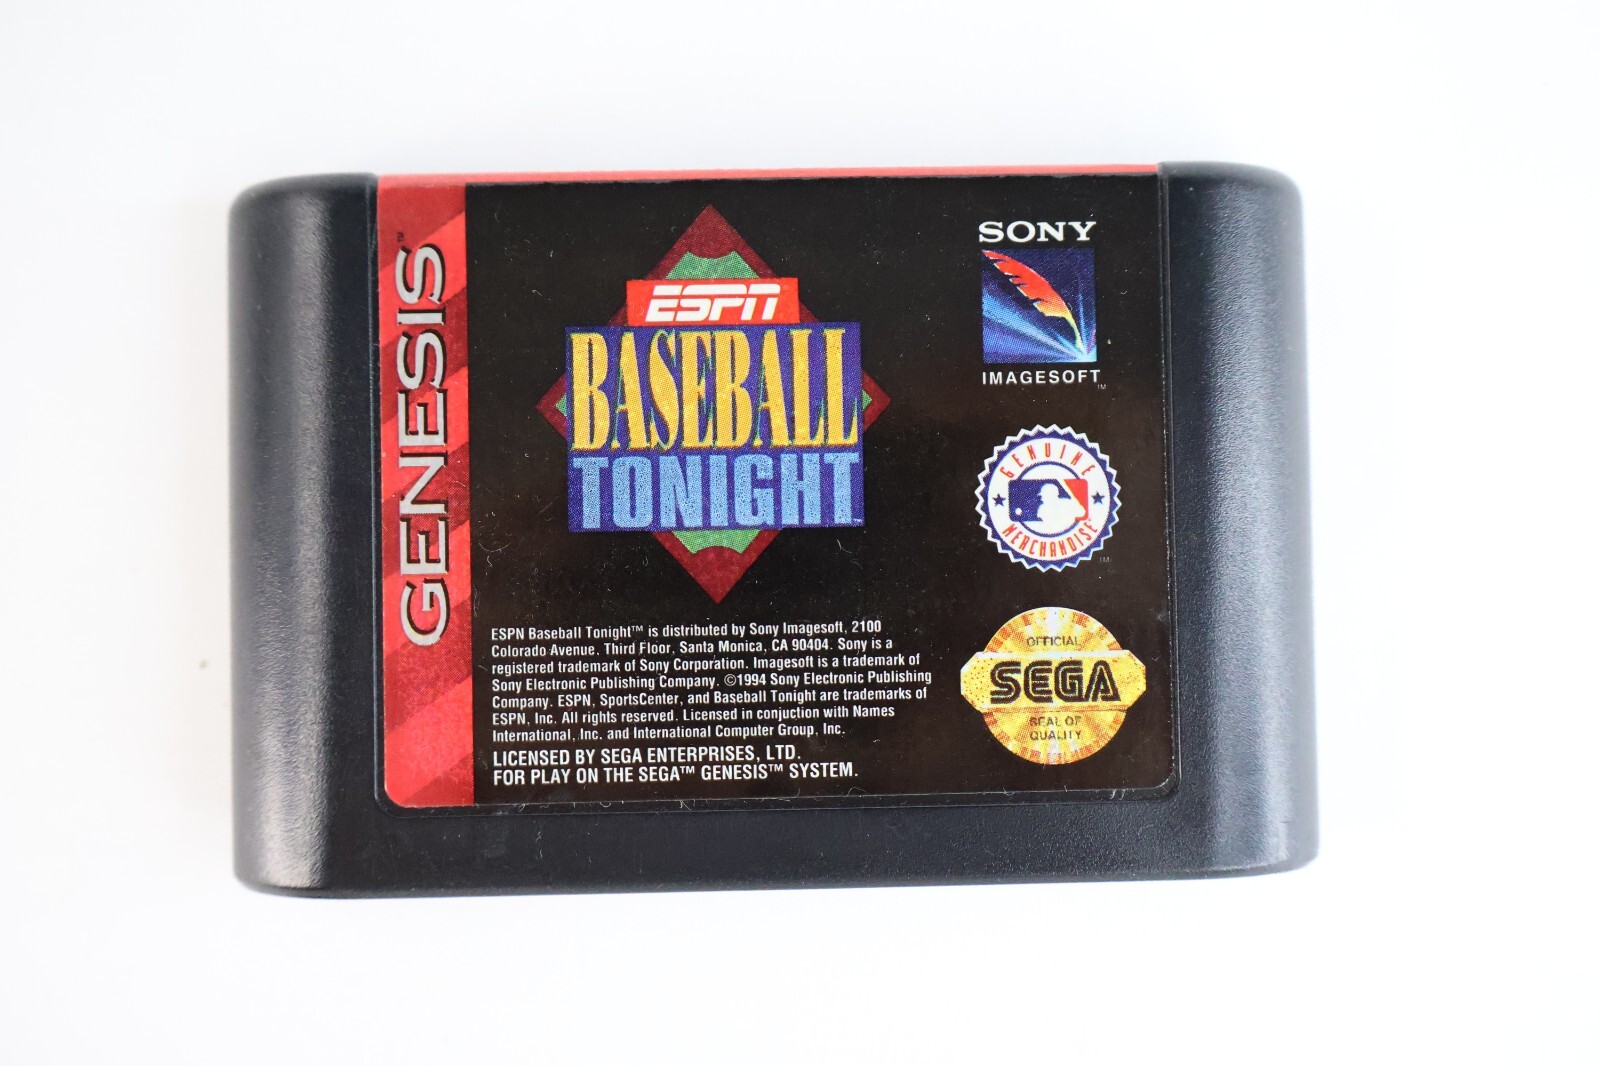 GENESIS™
ESPN
BASEBALL
TONIGHT
SONY
IMAGESOFT™
GENUINE
MERCHANDISE
TM
OFFICIAL
SEGA
SEAL OF
QUALITY
ESPN Baseball Tonight™ is distributed by Sony Imagesoft, 2100
Colorado Avenue, Third Floor, Santa Monica, CA 90404. Sony is a
registered trademark of Sony Corporation. Imagesoft is a trademark of
Sony Electronic Publishing Company. ©1994 Sony Electronic Publishing
Company. ESPN, SportsCenter, and Baseball Tonight are trademarks of
ESPN, Inc. All rights reserved. Licensed in conjuction with Names
International, Inc. and International Computer Group, Inc.
LICENSED BY SEGA ENTERPRISES, LTD.
FOR PLAY ON THE SEGA™ GENESIS™ SYSTEM.